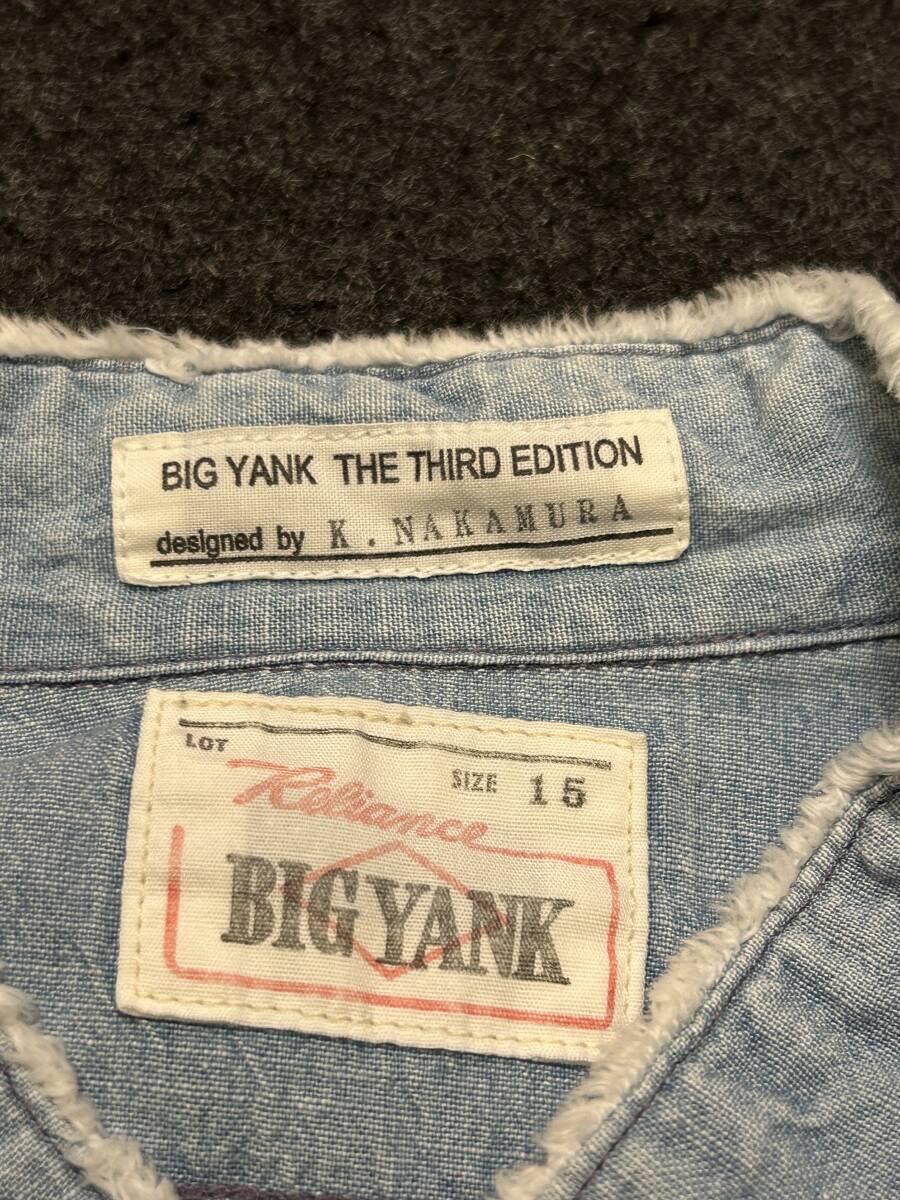 BIG YANK THE THIRD EDITION
designed by K. NAKAMURA
LOT
SIZE 15
Reliance
BIG YANK